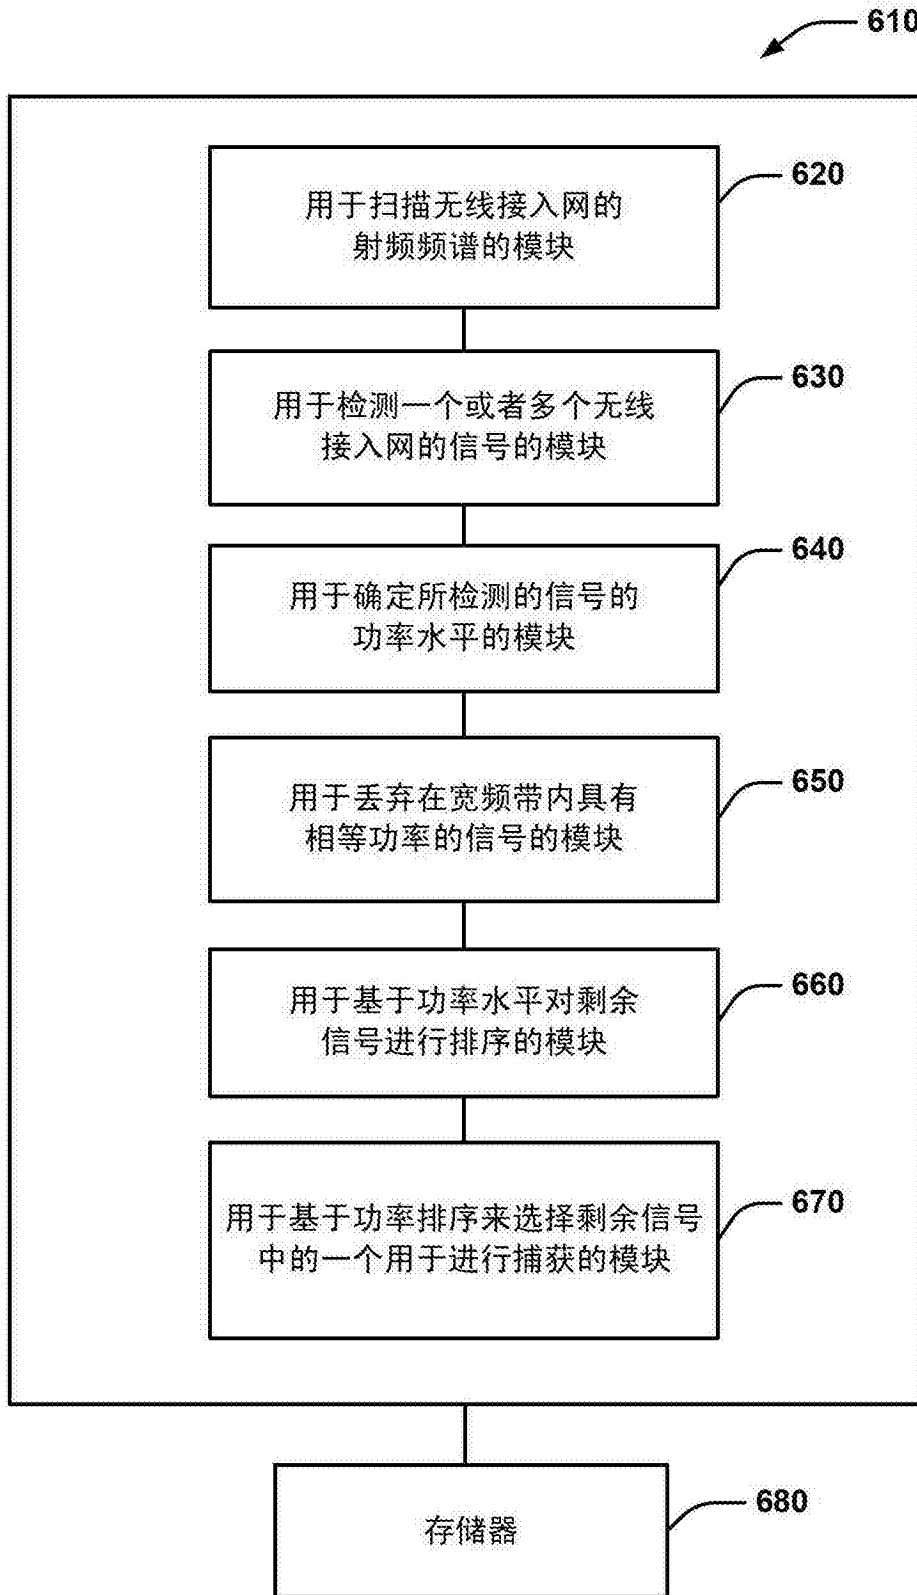 610
用于扫描无线接入网的
射频频谱的模块
620
用于检测一个或者多个无线
接入网的信号的模块
630
用于确定所检测的信号的
功率水平的模块
640
用于丢弃在宽频带内具有
相等功率的信号的模块
650
用于基于功率水平对剩余
信号进行排序的模块
660
用于基于功率排序来选择剩余信号
中的一个用于进行捕获的模块
670
存储器
680